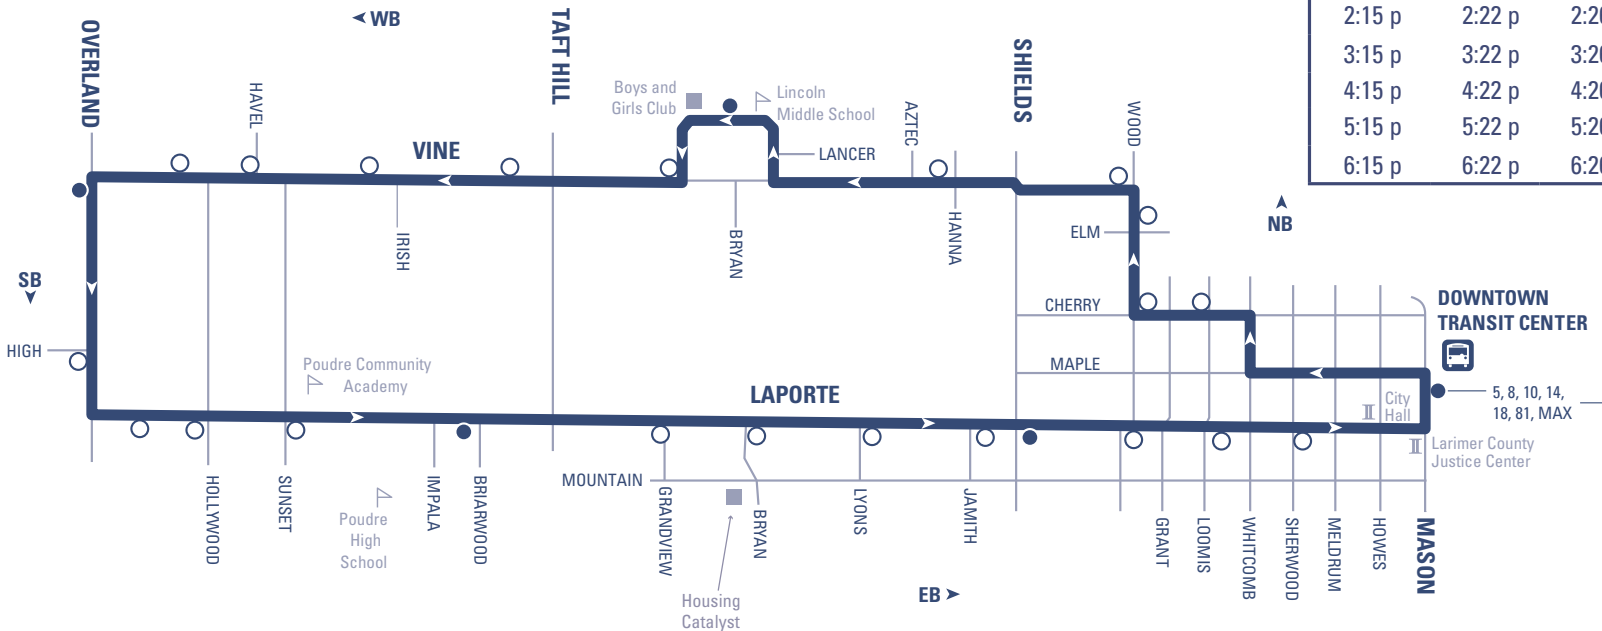 WB
OVERLAND
TAFT HILL
SHIELDS
2:15 p 2:22 p
3:15 p 3:22 p
4:15 p 4:22 p
5:15 p 5:22 p
6:15 p 6:22 p
HAVEL
Boys and
Girls Club
Lincoln
Middle School
AZTEC
WOOD
VINE
LANCER
IRISH
BRYAN
HANNA
ELM
NB
SB
CHERRY
DOWNTOWN
TRANSIT CENTER
HIGH
MAPLE
Poudre Community
Academy
LAPORTE
5, 8, 10, 14,
18, 81, MAX
City
Hall
Larimer County
Justice Center
MOUNTAIN
HOLLYWOOD
SUNSET
Poudre
High
School
IMPALA
BRIARWOOD
GRANDVIEW
BRYAN
LYONS
JAMITH
GRANT
LOOMIS
WHITCOMB
SHERWOOD
MELDRUM
HOWES
MASON
Housing
Catalyst
EB